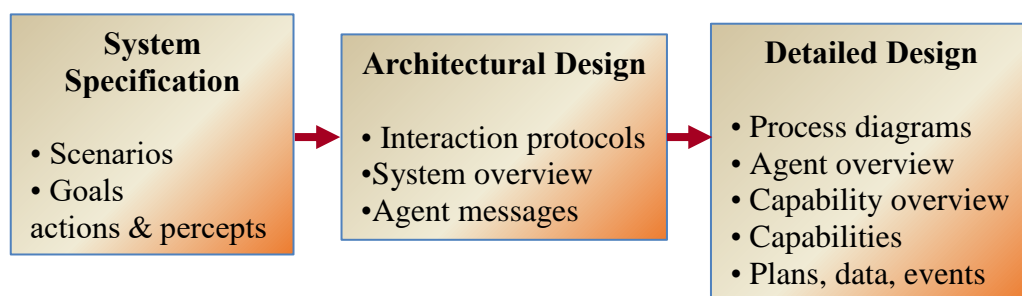 System
Specification
• Scenarios
• Goals
actions & percepts
Architectural Design
• Interaction protocols
•System overview
•Agent messages
Detailed Design
• Process diagrams
• Agent overview
• Capability overview
• Capabilities
• Plans, data, events